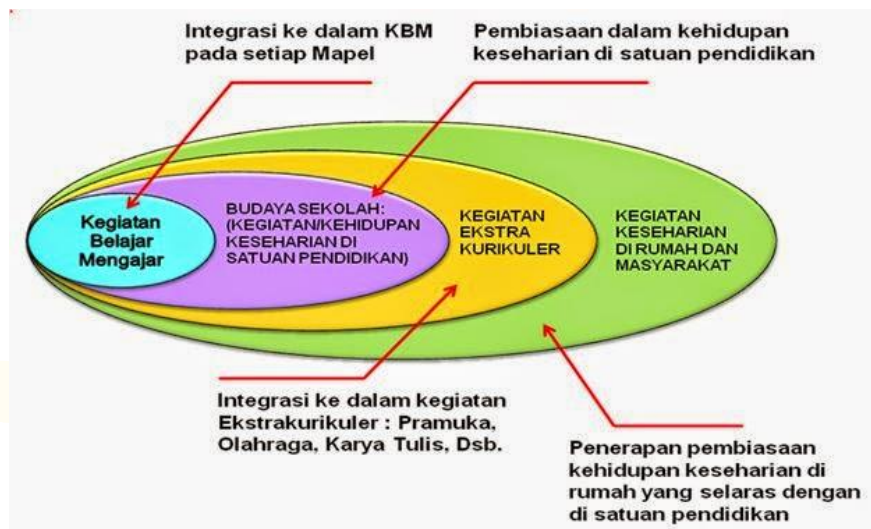 Integrasi ke dalam KBM
pada setiap Mapel
Pembiasaan dalam kehidupan
keseharian di satuan pendidikan
Kegiatan
Belajar
Mengajar
BUDAYA SEKOLAH:
(KEGIATAN/KEHIDUPAN
KESEHARIAN DI
SATUAN PENDIDIKAN)
KEGIATAN
EKSTRA
KURIKULER
KEGIATAN
KESEHARIAN
DI RUMAH DAN
MASYARAKAT
Integrasi ke dalam kegiatan
Ekstrakurikuler : Pramuka,
Olahraga, Karya Tulis, Dsb.
Penerapan pembiasaan
kehidupan keseharian di
rumah yang selaras dengan
di satuan pendidikan